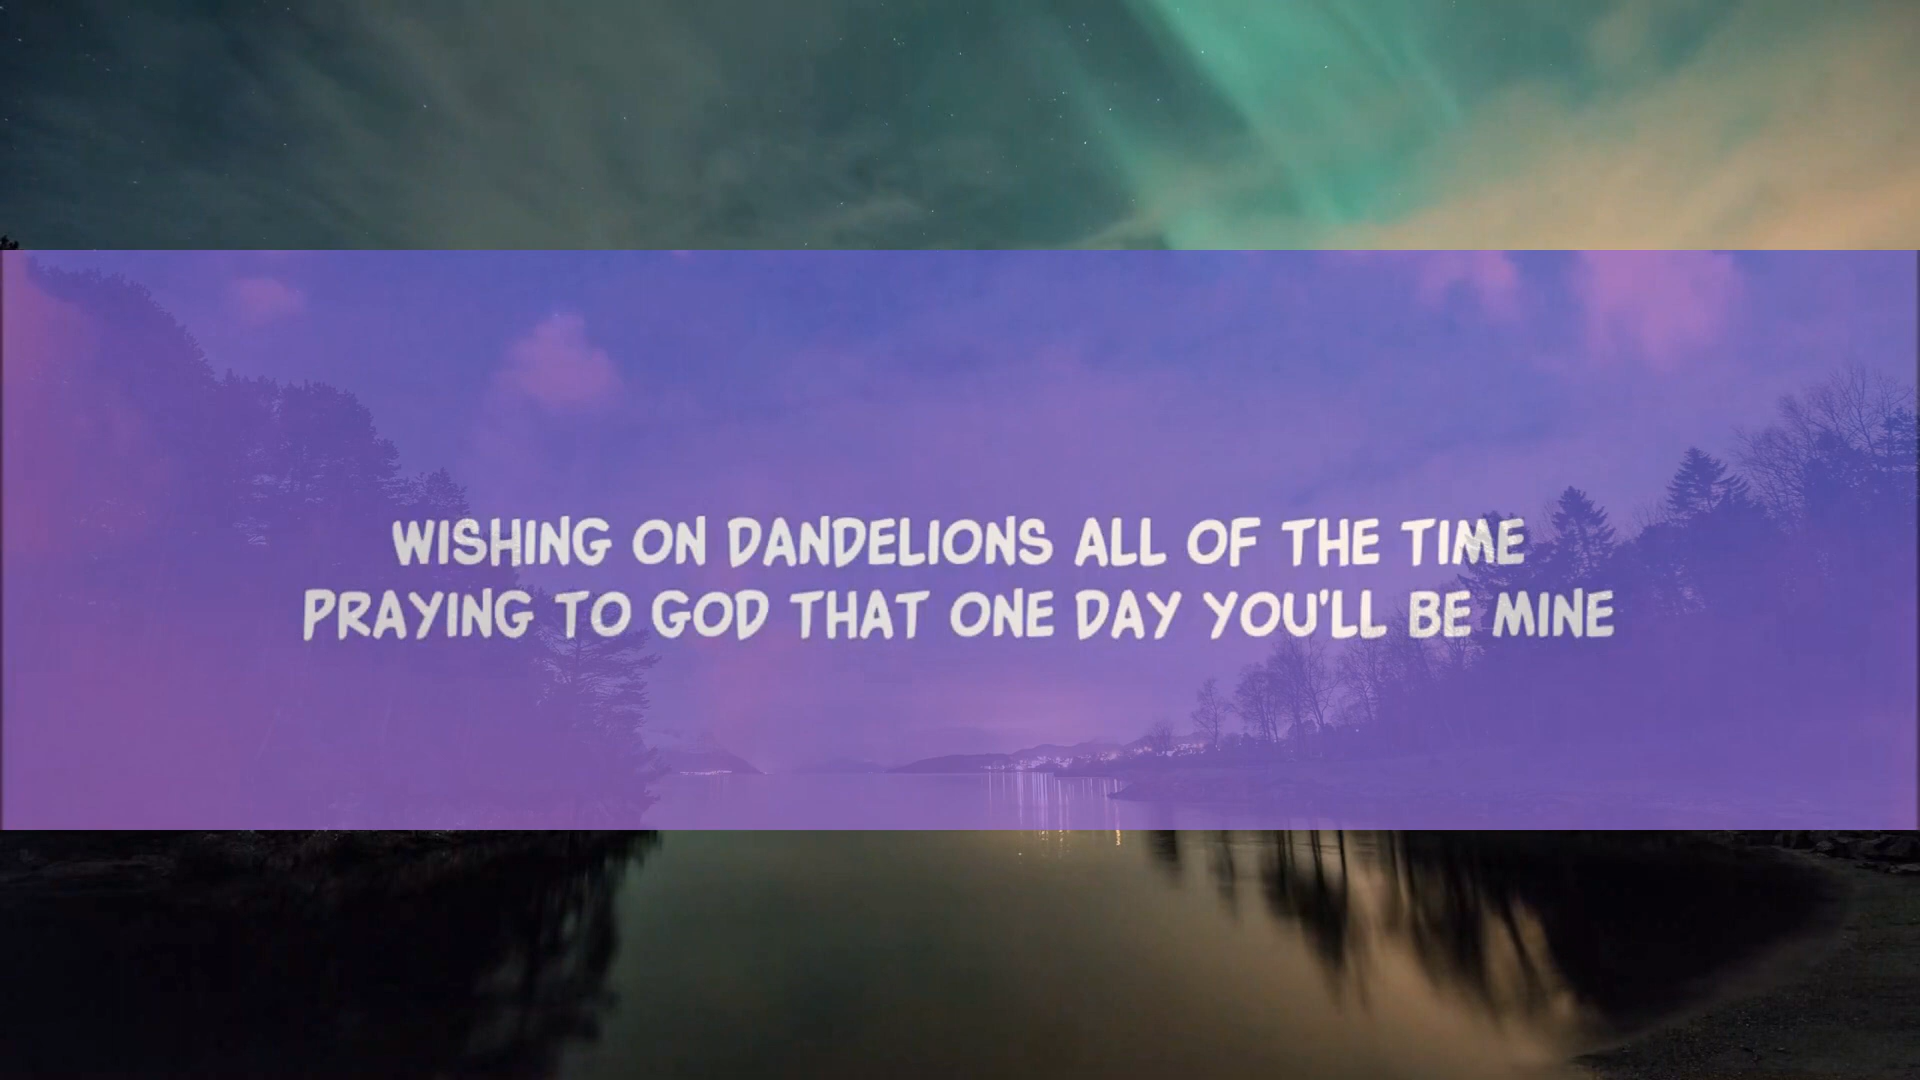 WISHING ON DANDELIONS ALL OF THE TIME
PRAYING TO GOD THAT ONE DAY YOU'LL BE MINE